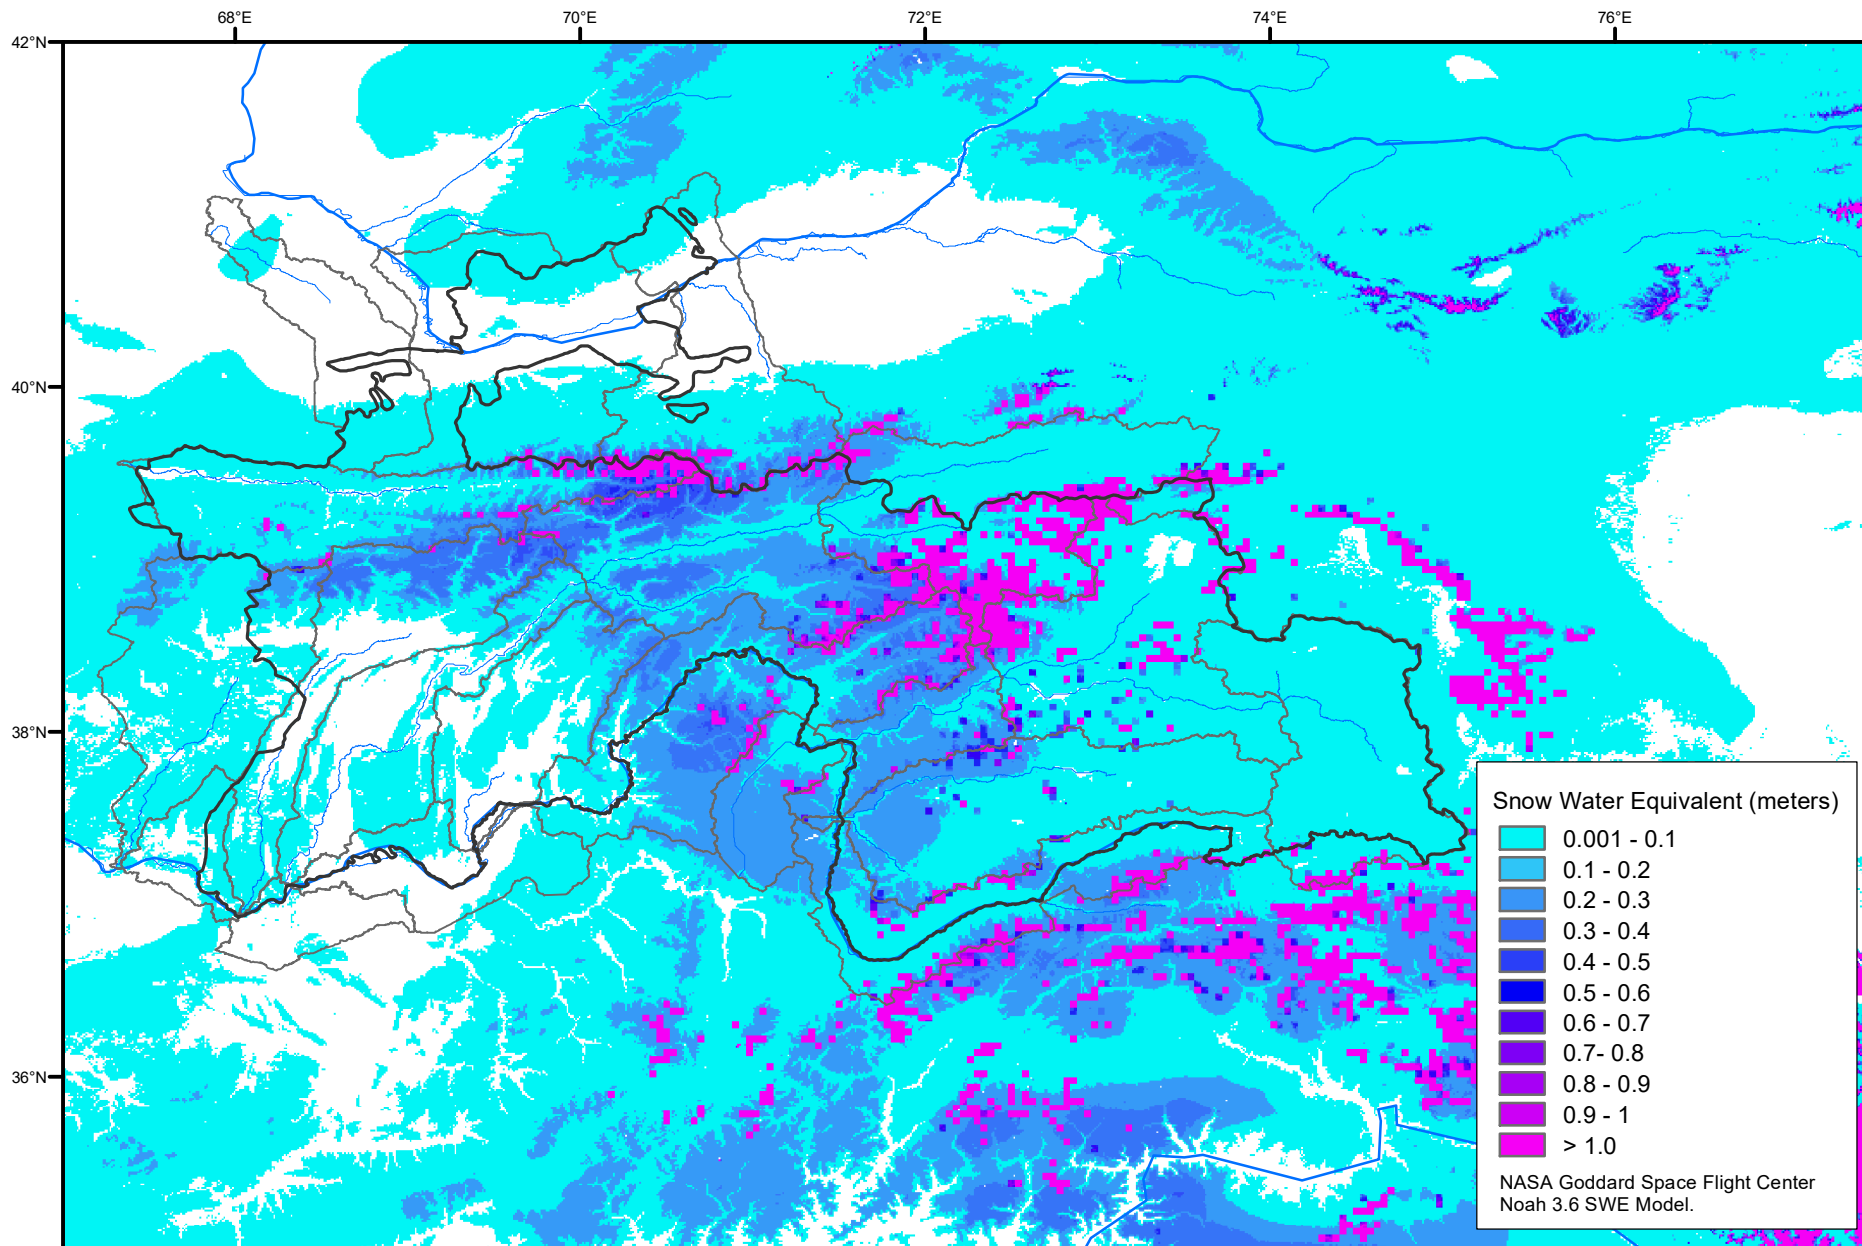 68°E 70°E 72°E 74°E 76°E
42°N
40°N
38°N
36°N
Snow Water Equivalent (meters)
0.001 - 0.1
0.1 - 0.2
0.2 - 0.3
0.3 - 0.4
0.4 - 0.5
0.5 - 0.6
0.6 - 0.7
0.7- 0.8
0.8 - 0.9
0.9 - 1
> 1.0
NASA Goddard Space Flight Center
Noah 3.6 SWE Model.